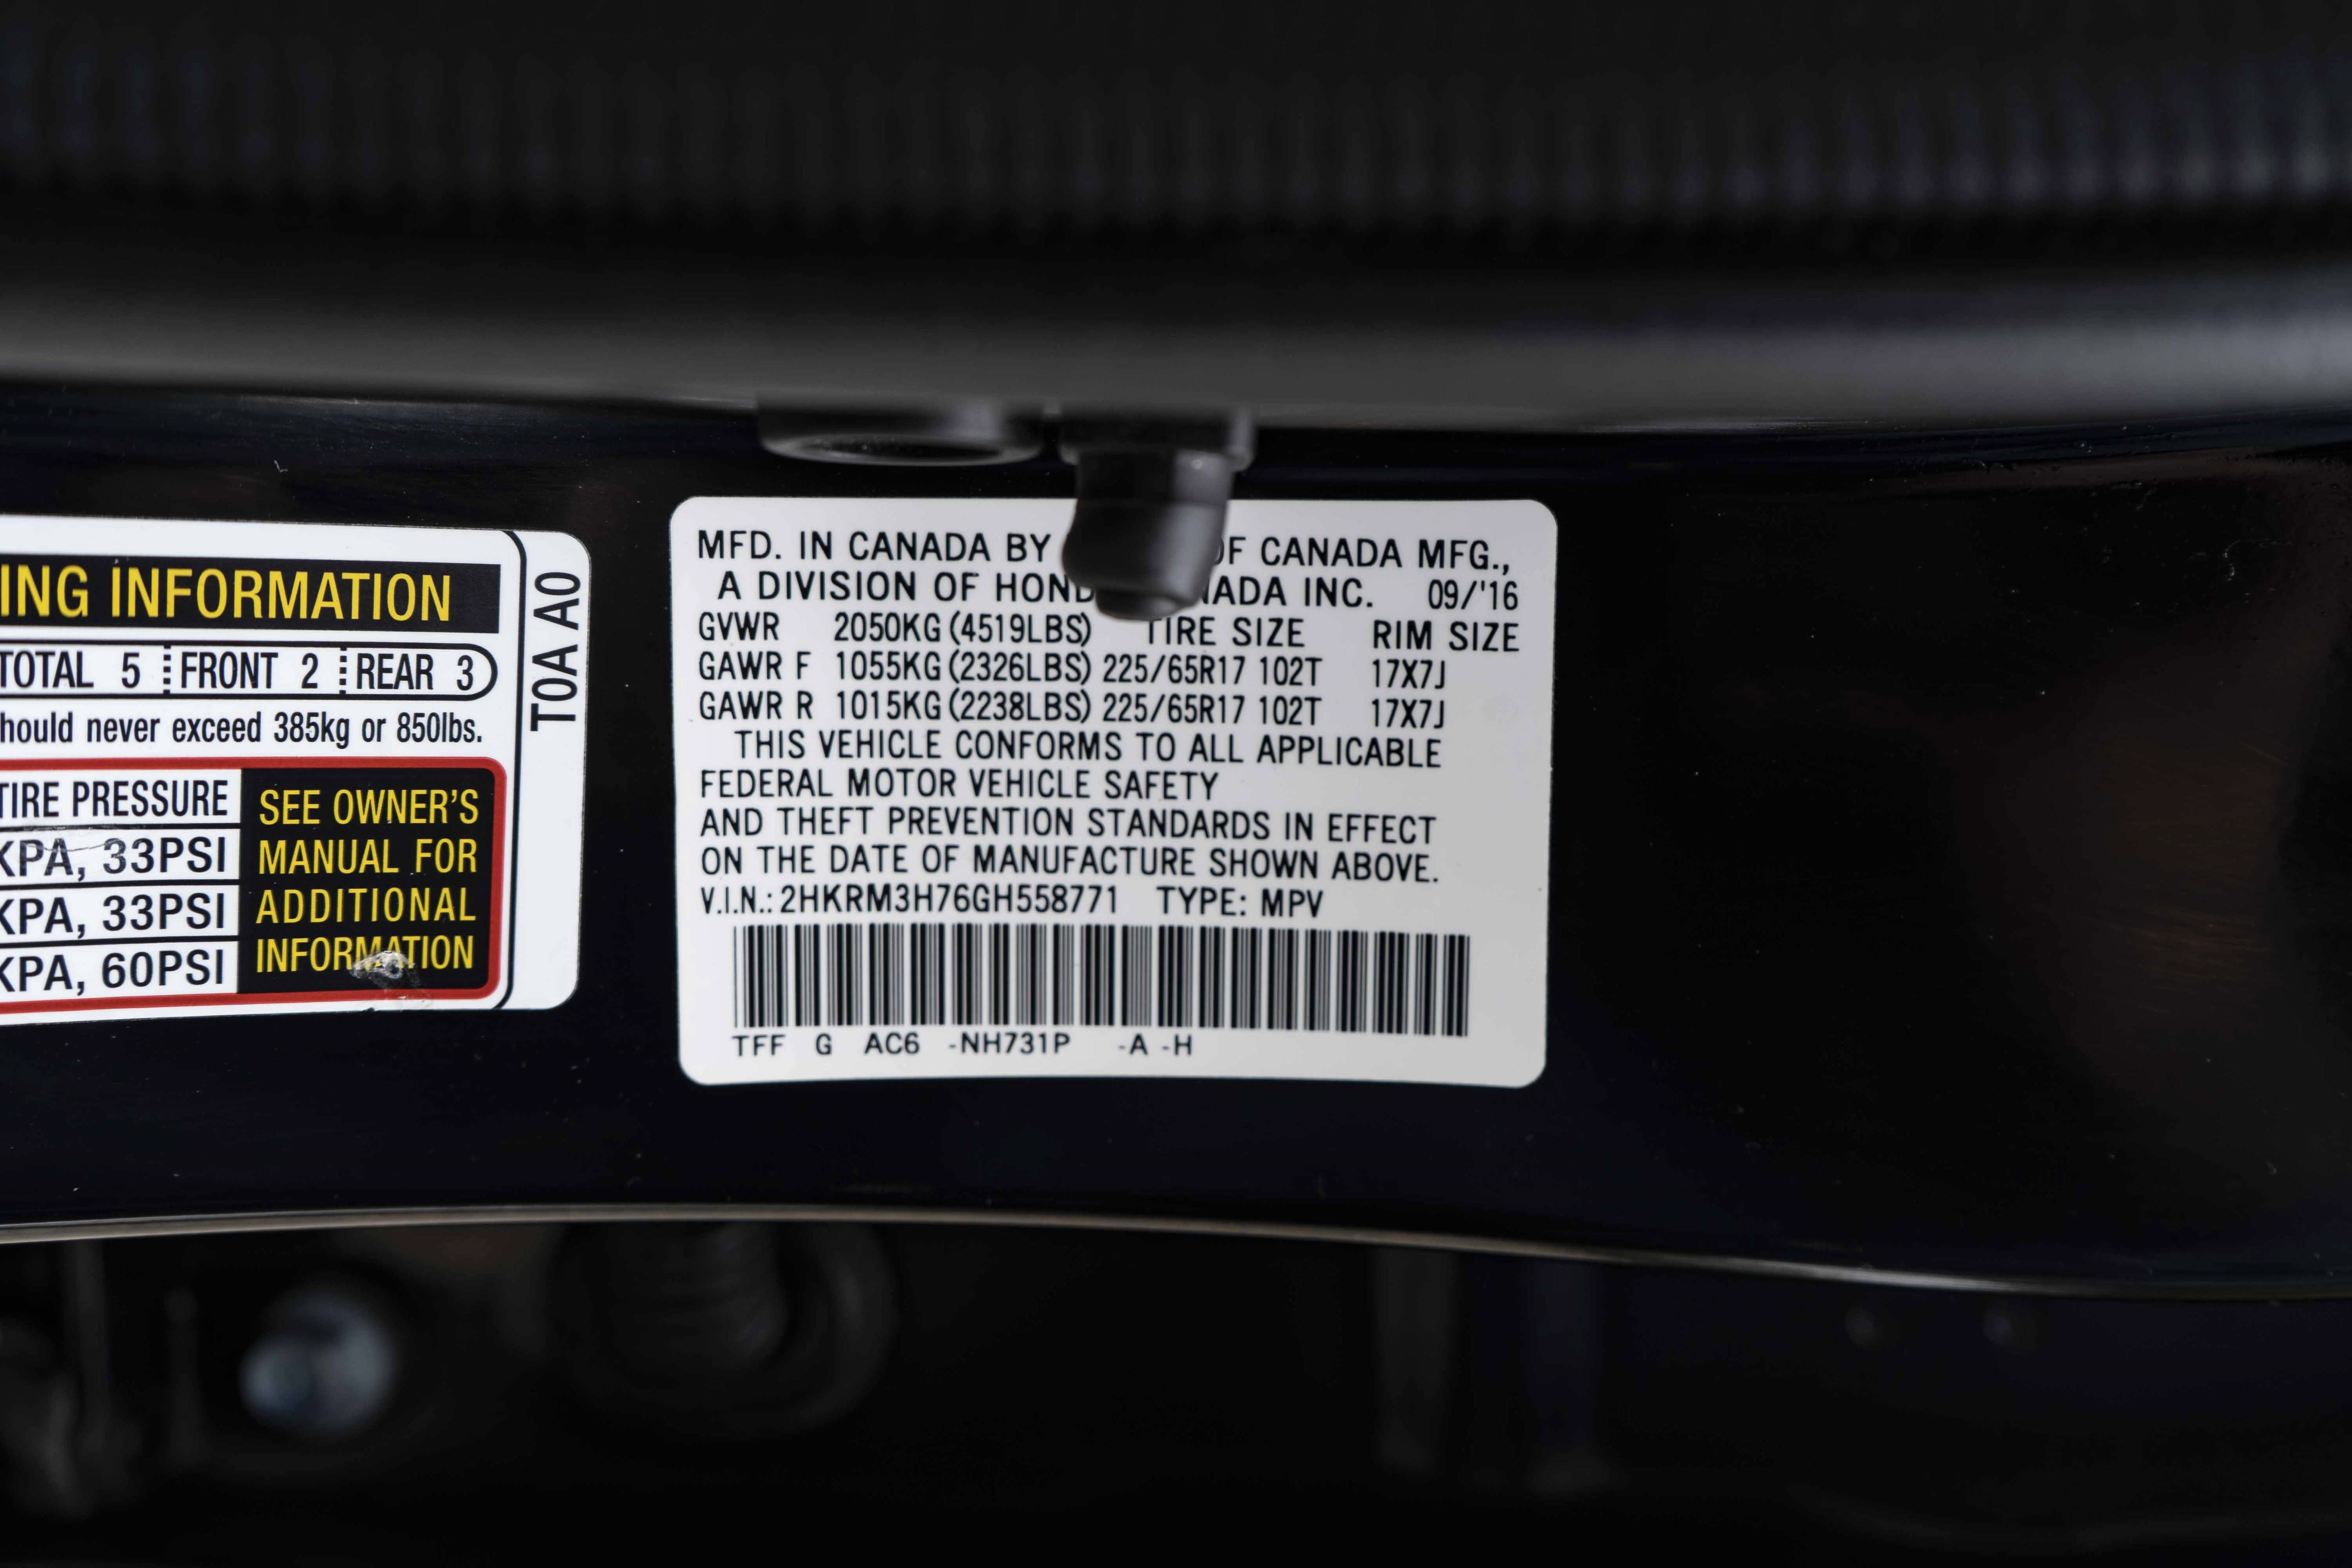 ING INFORMATION
TOTAL 5 FRONT 2 REAR 3
hould never exceed 385kg or 850lbs.
TIRE PRESSURE
KPA, 33PSI
KPA, 33PSI
KPA, 60PSI
SEE OWNER'S
MANUAL FOR
ADDITIONAL
INFORMATION
T0A A0
MFD. IN CANADA BY OF CANADA MFG.,
A DIVISION OF HOND NADA INC. 09/'16
GVWR 2050KG (4519LBS) TIRE SIZE RIM SIZE
GAWR F 1055KG (2326LBS) 225/65R17 102T 17X7J
GAWR R 1015KG (2238LBS) 225/65R17 102T 17X7J
THIS VEHICLE CONFORMS TO ALL APPLICABLE
FEDERAL MOTOR VEHICLE SAFETY
AND THEFT PREVENTION STANDARDS IN EFFECT
ON THE DATE OF MANUFACTURE SHOWN ABOVE.
V.I.N.: 2HKRM3H76GH558771 TYPE: MPV
TFF G AC6 -NH731P -A -H